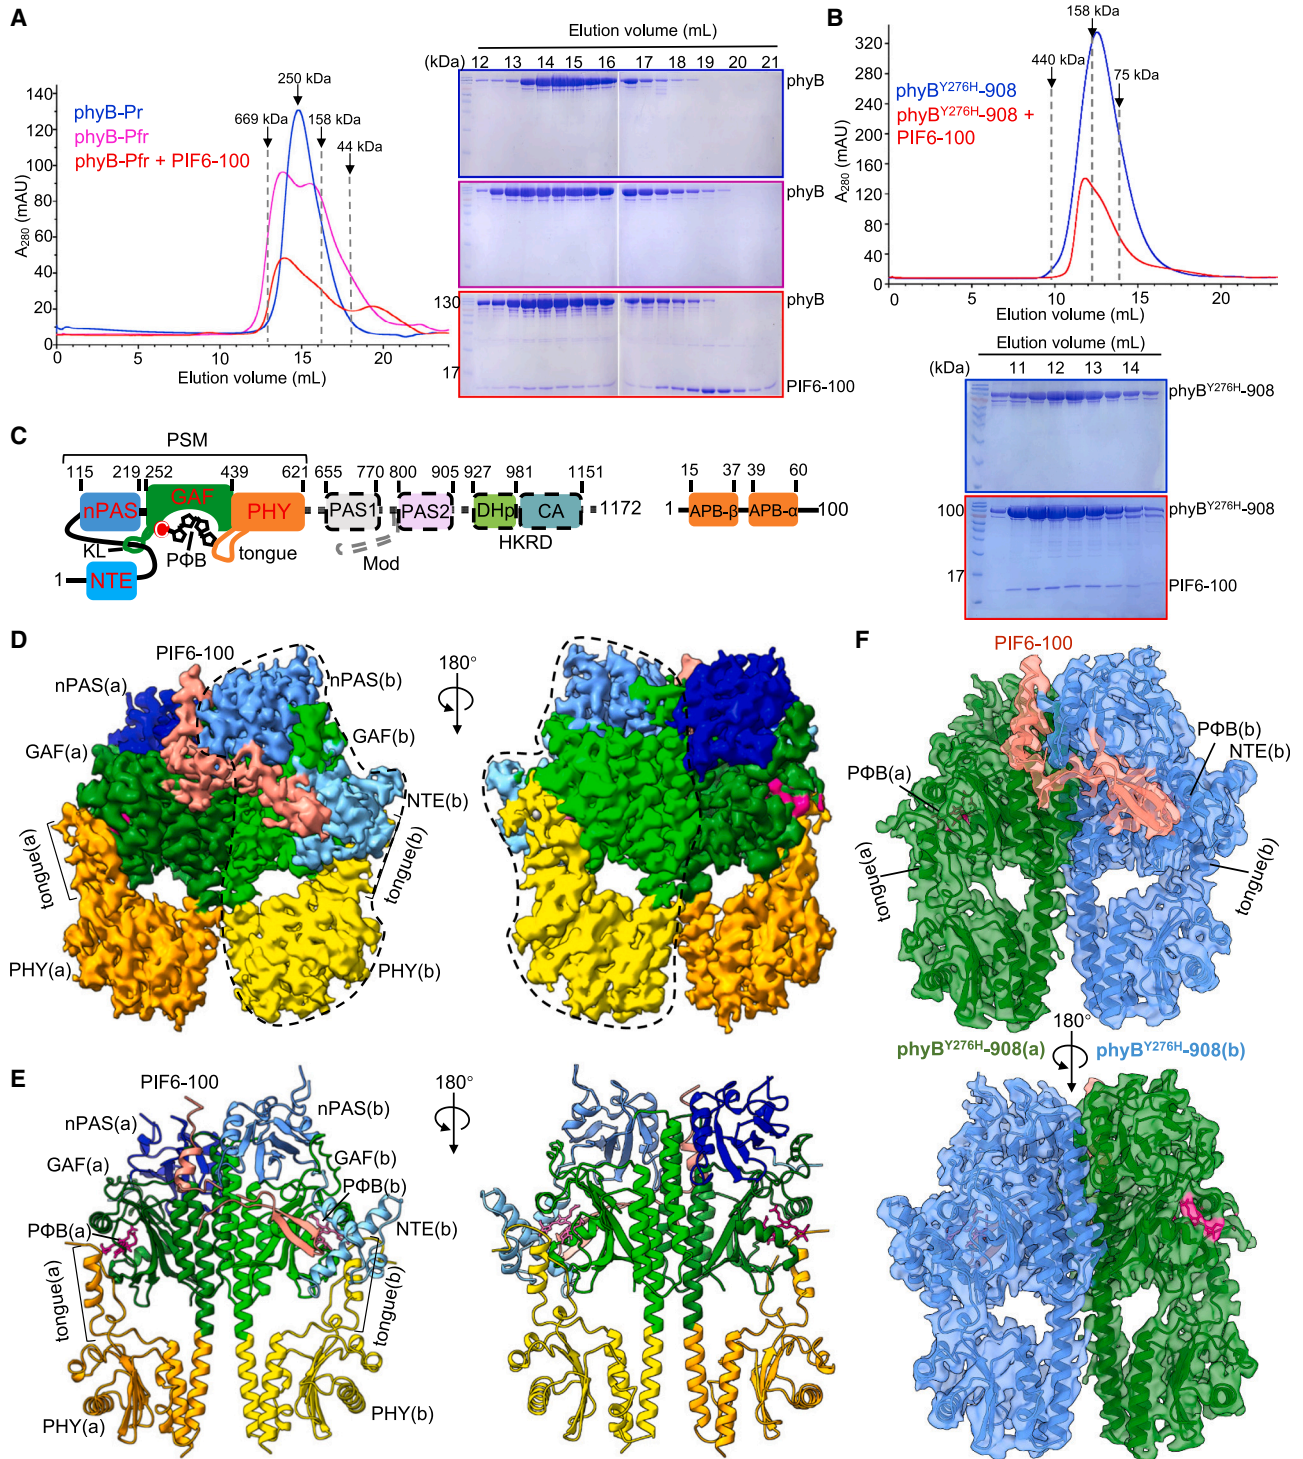 A
Elution volume (mL)
(kDa) 12 13 14 15 16 17 18 19 20 21
phyB
phyB
130
phyB
17
PIF6-100
250 kDa
669 kDa
158 kDa
44 kDa
phyB-Pr
phyB-Pfr
phyB-Pfr + PIF6-100
A280 (mAU)
140
120
100
80
60
40
20
0
0 5 10 15 20
Elution volume (mL)
B
158 kDa
440 kDa
75 kDa
phyBY276H-908
phyBY276H-908 +
PIF6-100
A280 (mAU)
320
280
240
200
160
120
80
40
0
0 5 10 15 20
Elution volume (mL)
Elution volume (mL)
(kDa) 11 12 13 14
phyBY276H-908
100
phyBY276H-908
17
PIF6-100
C
PSM
115 219 252 439 621 655 770 800 905 927 981 1151
nPAS GAF PHY PAS1 PAS2 DHp CA 1172
KL PΦB tongue Mod HKRD
1 NTE
15 37 39 60
1 APB-β APB-α 100
D
PIF6-100
180°
nPAS(a)
nPAS(b)
GAF(a)
GAF(b)
NTE(b)
tongue(a)
tongue(b)
PHY(a)
PHY(b)
E
PIF6-100
180°
nPAS(a)
nPAS(b)
GAF(a)
GAF(b)
PΦB(b)
PΦB(a)
NTE(b)
tongue(a)
tongue(b)
PHY(a)
PHY(b)
F
PIF6-100
PΦB(b)
NTE(b)
PΦB(a)
tongue(a)
tongue(b)
180°
phyBY276H-908(a) phyBY276H-908(b)